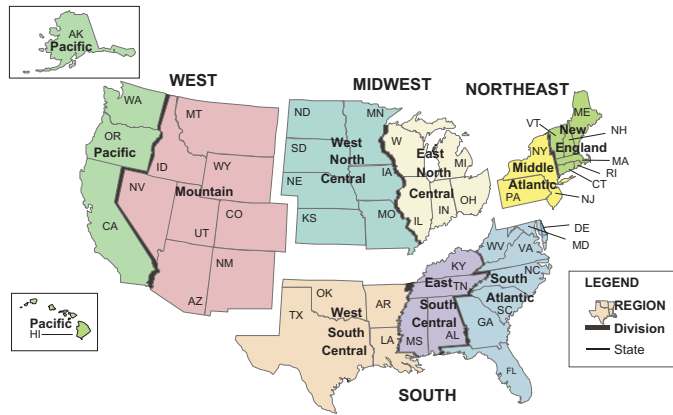 AK
Pacific
WEST
MIDWEST
NORTHEAST
WA
MT
OR
Pacific
ID
WY
NV
Mountain
CA
UT
CO
AZ
NM
ND
MN
SD
West
North
NE
Central
IA
KS
MO
W
East
North
MI
Central
IL
IN
OH
ME
VT
New
NH
England
NY
MA
Middle
RI
Atlantic
CT
PA
NJ
DE
MD
WV
VA
KY
NC
East
TN
South
South
Atlantic
Central
SC
MS
AL
GA
FL
OK
AR
TX
West
South
LA
Central
SOUTH
Pacific
HI
LEGEND
REGION
Division
State